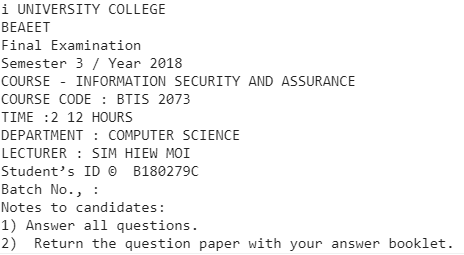 i UNIVERSITY COLLEGE
BEAEET
Final Examination
Semester 3 / Year 2018
COURSE - INFORMATION SECURITY AND ASSURANCE
COURSE CODE : BTIS 2073
TIME :2 12 HOURS
DEPARTMENT : COMPUTER SCIENCE
LECTURER : SIM HIEW MOI
Student’s ID © B180279C
Batch No., :
Notes to candidates:
1) Answer all questions.
2)  Return the question paper with your answer booklet.